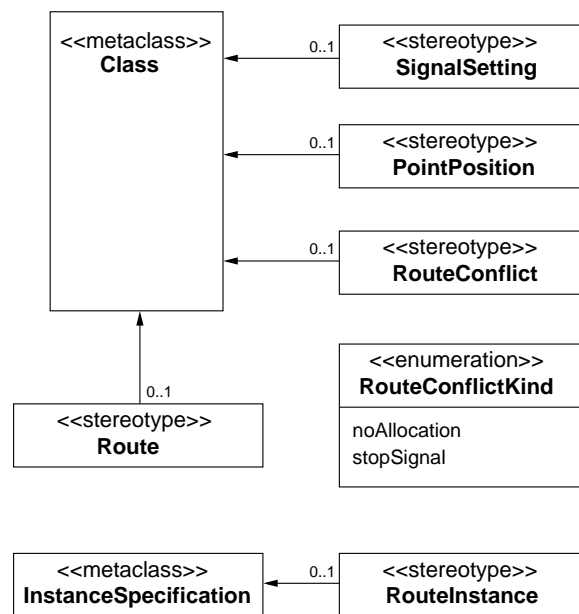 <<metaclass>>
Class
0..1
<<stereotype>>
SignalSetting
0..1
<<stereotype>>
PointPosition
0..1
<<stereotype>>
RouteConflict
0..1
<<stereotype>>
Route
<<enumeration>>
RouteConflictKind
noAllocation
stopSignal
<<metaclass>>
InstanceSpecification
0..1
<<stereotype>>
RouteInstance